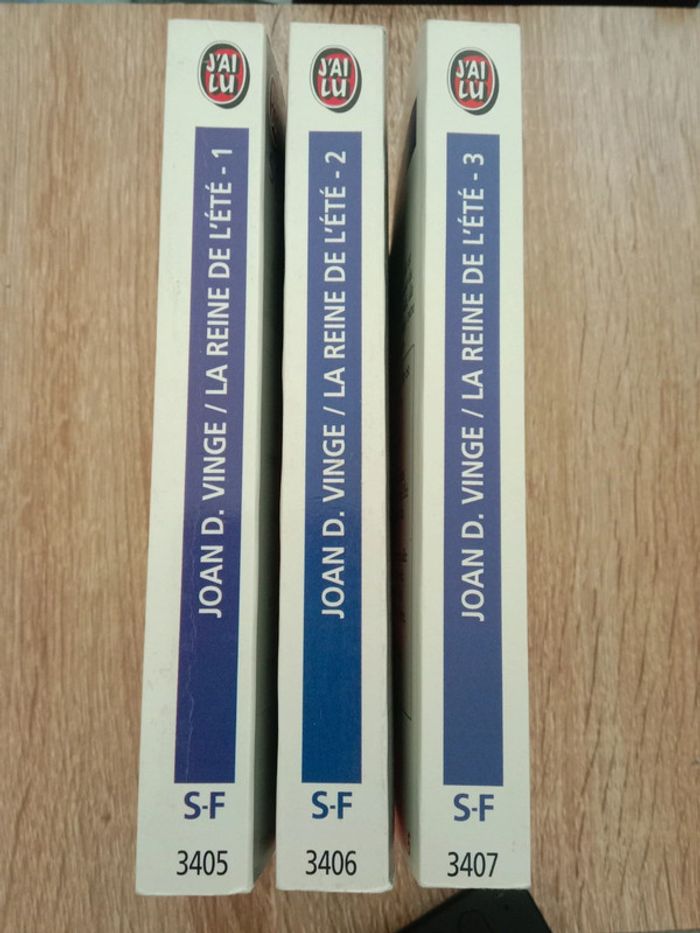 J'AI
LU
JOAN D. VINGE / LA REINE DE L'ÉTÉ - 1
S-F
3405
J'AI
LU
JOAN D. VINGE / LA REINE DE L'ÉTÉ - 2
S-F
3406
J'AI
LU
JOAN D. VINGE / LA REINE DE L'ÉTÉ - 3
S-F
3407